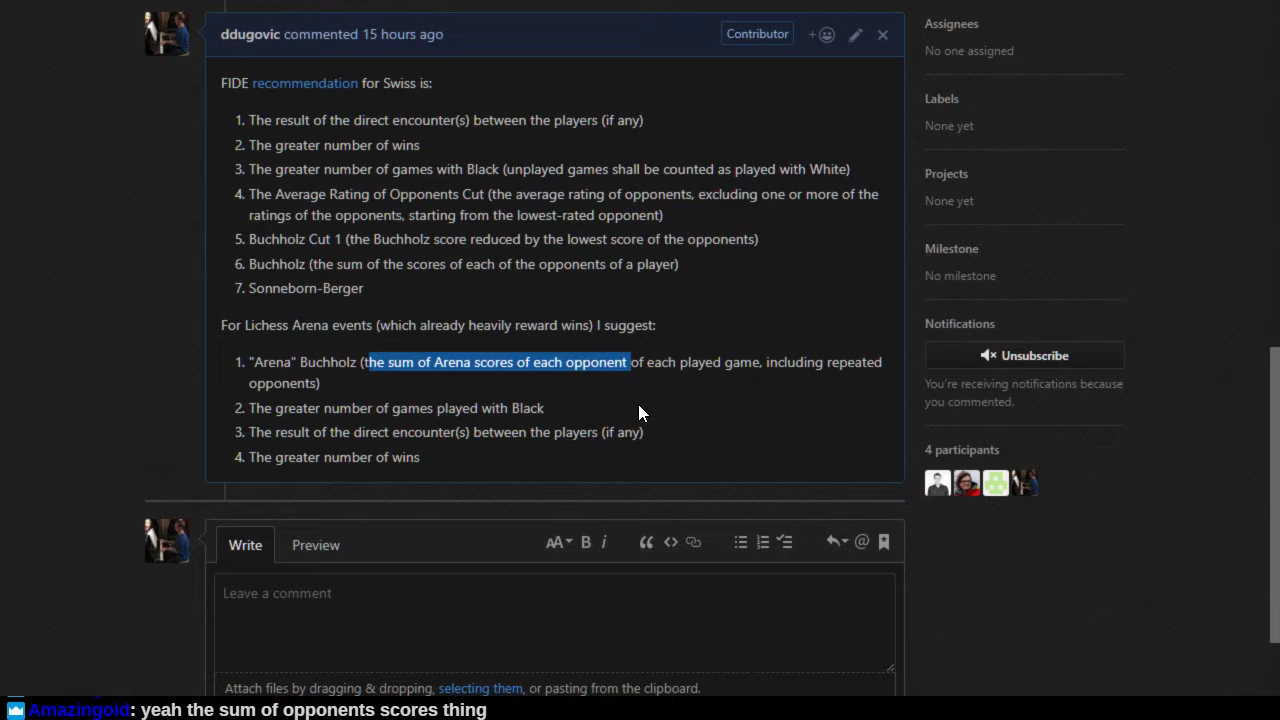 ddugovic commented 15 hours ago
Contributor
FIDE recommendation for Swiss is:
1. The result of the direct encounter(s) between the players (if any)
2. The greater number of wins
3. The greater number of games with Black (unplayed games shall be counted as played with White)
4. The Average Rating of Opponents Cut (the average rating of opponents, excluding one or more of the
ratings of the opponents, starting from the lowest-rated opponent)
5. Buchholz Cut 1 (the Buchholz score reduced by the lowest score of the opponents)
6. Buchholz (the sum of the scores of each of the opponents of a player)
7. Sonneborn-Berger
For Lichess Arena events (which already heavily reward wins) I suggest:
1. "Arena" Buchholz (the sum of Arena scores of each opponent of each played game, including repeated
opponents)
2. The greater number of games played with Black
3. The result of the direct encounter(s) between the players (if any)
4. The greater number of wins
Write
Preview
AA B i
Leave a comment
Attach files by dragging & dropping, selecting them, or pasting from the clipboard.
Assignees
No one assigned
Labels
None yet
Projects
None yet
Milestone
No milestone
Notifications
Unsubscribe
You're receiving notifications because
you commented.
4 participants
Amazingoid: yeah the sum of opponents scores thing